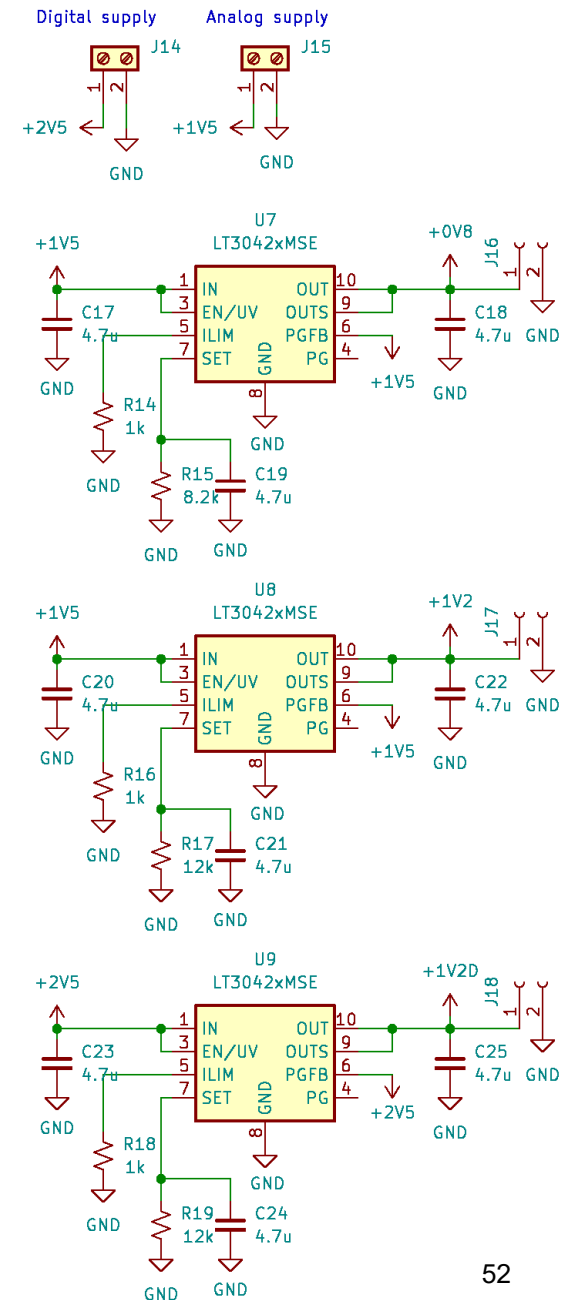 Digital supply Analog supply
J14 J15
1 2 1 2
+2V5 +1V5
GND GND
U7
LT3042xMSE
+1V5 +0V8 J16
1 IN OUT 10 1 2
3 EN/UV OUTS 9
C17 5 ILIM PGFB 6 C18
4.7u 7 SET GND PG 4 4.7u GND
GND 8 +1V5 GND
R14 GND
1k
GND R15 C19
8.2k 4.7u
GND GND
U8
LT3042xMSE
+1V5 +1V2 J17
1 IN OUT 10 1 2
3 EN/UV OUTS 9
C20 5 ILIM PGFB 6 C22
4.7u 7 SET GND PG 4 4.7u GND
GND 8 +1V5 GND
R16 GND
1k
GND R17 C21
12k 4.7u
GND GND
U9
LT3042xMSE
+2V5 +1V2D J18
1 IN OUT 10 1 2
3 EN/UV OUTS 9
C23 5 ILIM PGFB 6 C25
4.7u 7 SET GND PG 4 4.7u GND
GND 8 +2V5 GND
R18 GND
1k
GND R19 C24
12k 4.7u
GND GND
52